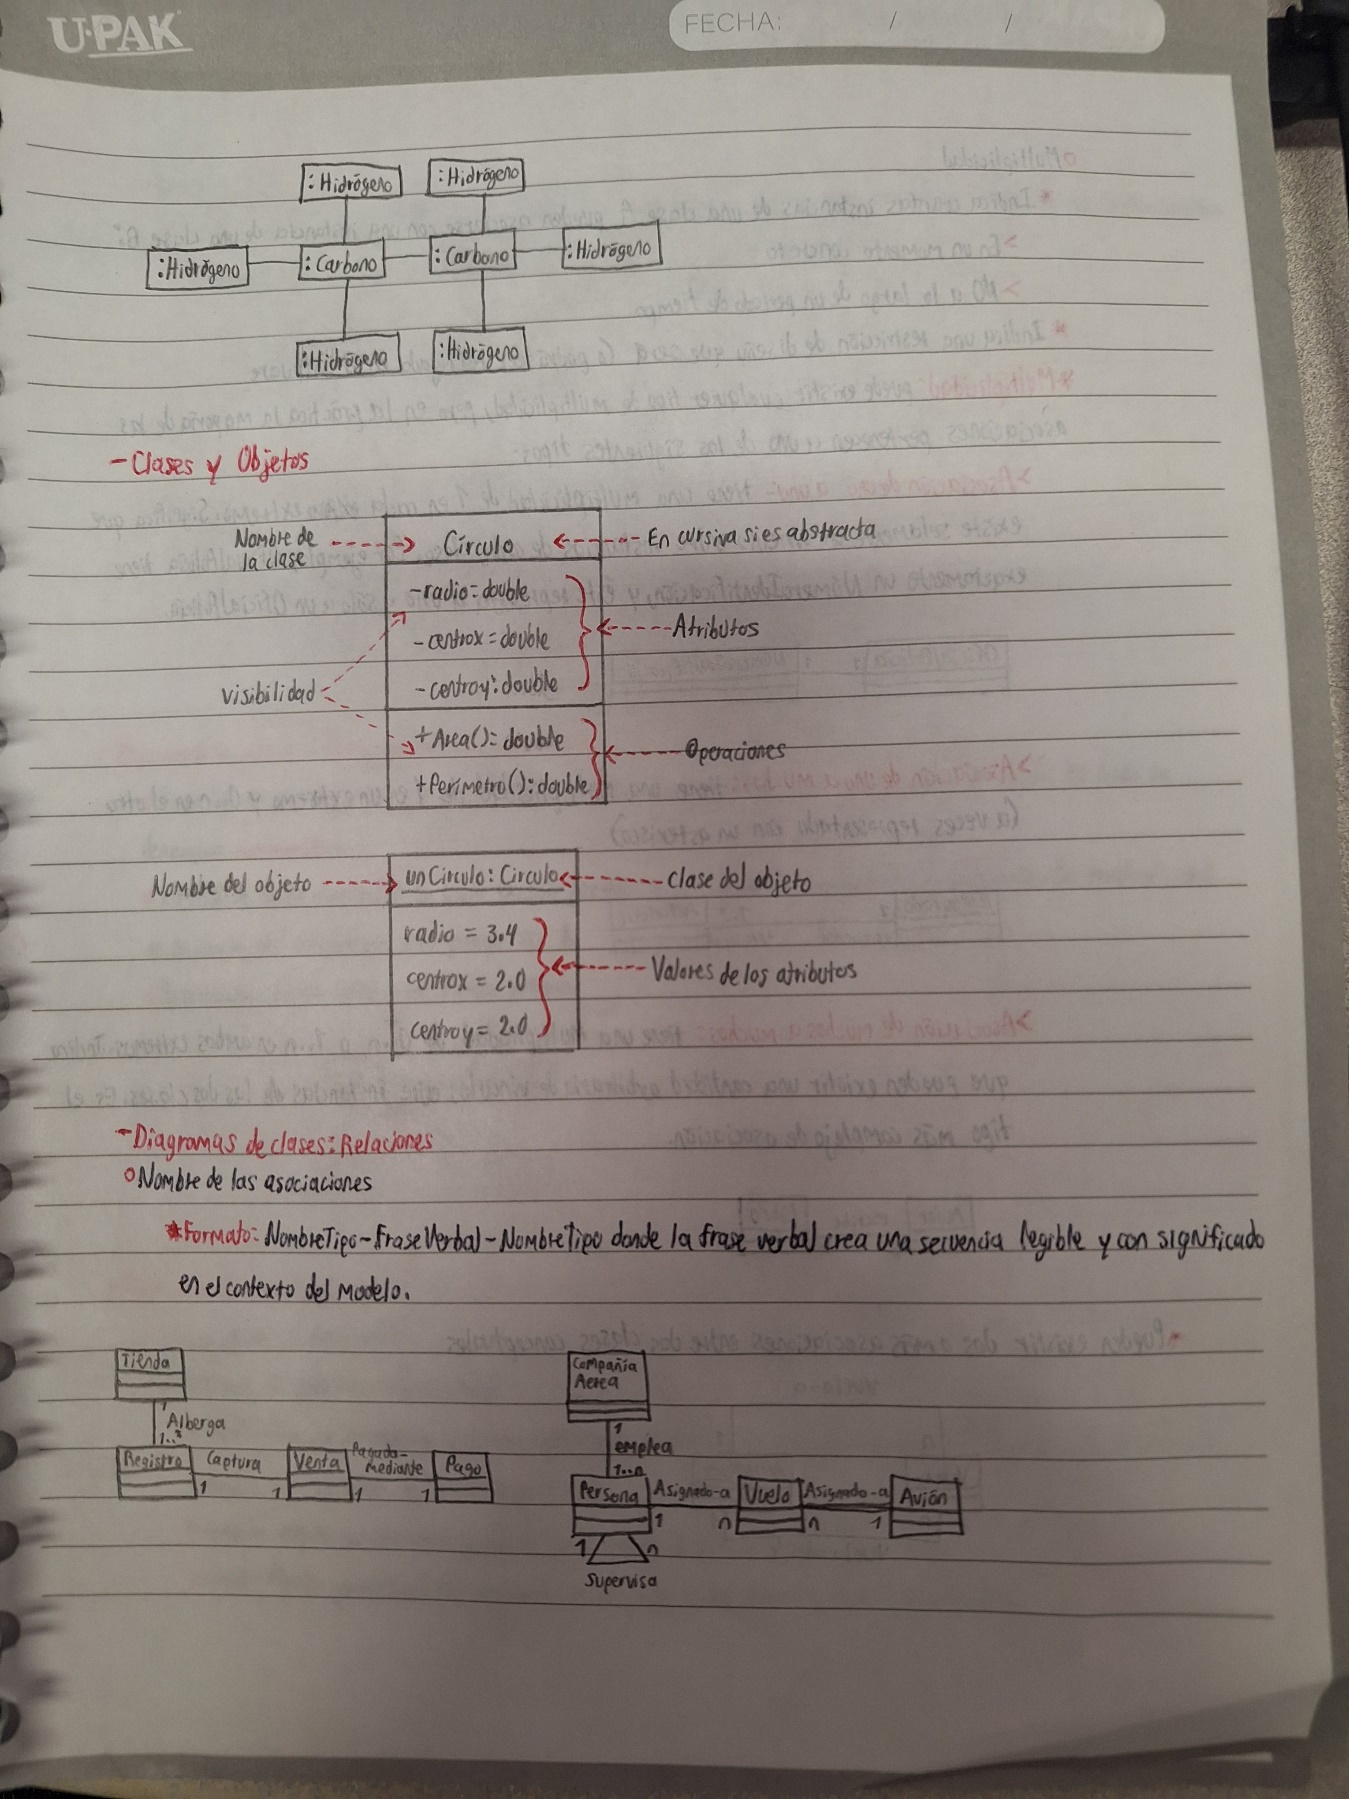 U·PAK
FECHA: / /
:Hidrógeno :Hidrógeno
:Hidrógeno :Carbono :Carbono :Hidrógeno
:Hidrógeno :Hidrógeno
-Clases y Objetos
Nombre de la clase
Círculo
En cursiva si es abstracta
-radio:double
-centrox:double
-centroy:double
Atributos
visibilidad
+Area():double
+Perímetro():double
Operaciones
Nombre del objeto
unCirculo:Circulo
clase del objeto
radio = 3.4
centrox = 2.0
centroy = 2.0
Valores de los atributos
-Diagramas de clases:Relaciones
Nombre de las asociaciones
*Formato: NombreTipo-FraseVerbal-NombreTipo donde la frase verbal crea una secuencia legible y con significado
en el contexto del modelo.
Tienda
1
Alberga
Registro Captura Venta Pagado-mediante Pago
1 1 1 1
Compañía
Aerea
1
emplea
1..n
Persona Asignado-a Vuelo Asignado-a Avión
1 n n 1
1 n
Supervisa